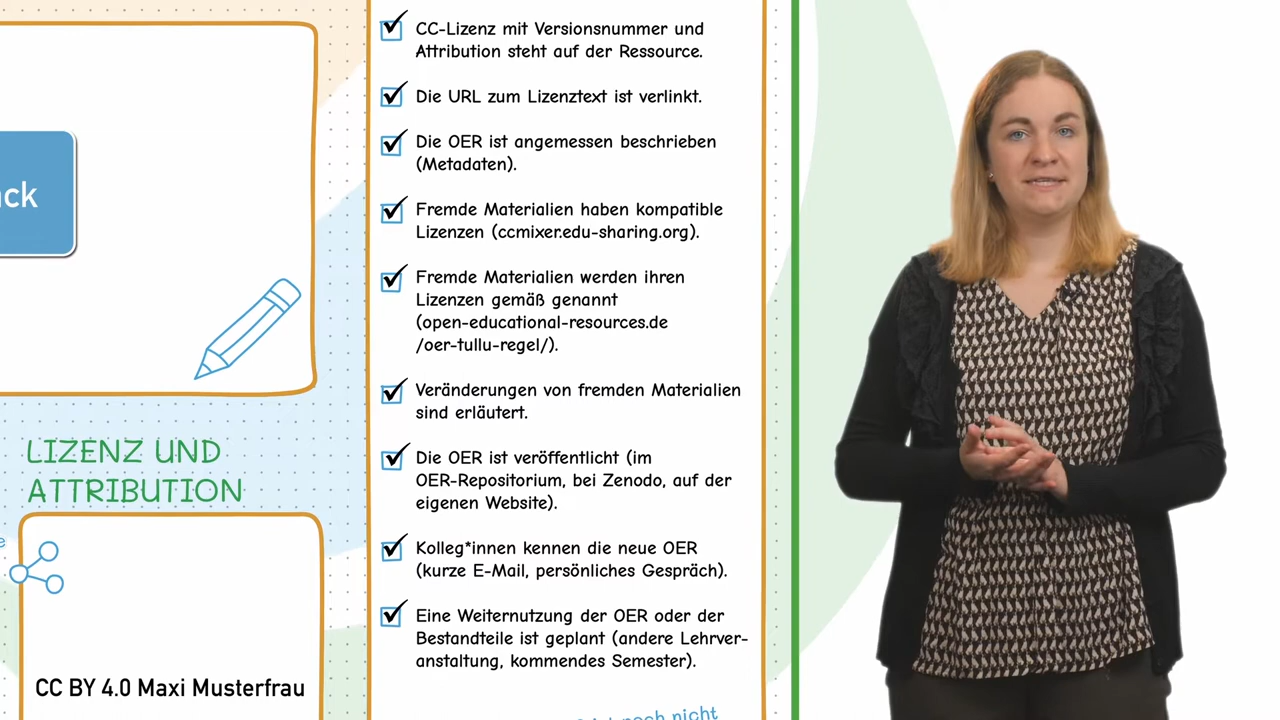 ck
LIZENZ UND
ATTRIBUTION
CC BY 4.0 Maxi Musterfrau
CC-Lizenz mit Versionsnummer und
Attribution steht auf der Ressource.
Die URL zum Lizenztext ist verlinkt.
Die OER ist angemessen beschrieben
(Metadaten).
Fremde Materialien haben kompatible
Lizenzen (ccmixer.edu-sharing.org).
Fremde Materialien werden ihren
Lizenzen gemäß genannt
(open-educational-resources.de
/oer-tullu-regel/).
Veränderungen von fremden Materialien
sind erläutert.
Die OER ist veröffentlicht (im
OER-Repositorium, bei Zenodo, auf der
eigenen Website).
Kolleg*innen kennen die neue OER
(kurze E-Mail, persönliches Gespräch).
Eine Weiternutzung der OER oder der
Bestandteile ist geplant (andere Lehrver-
anstaltung, kommendes Semester).
noch nicht